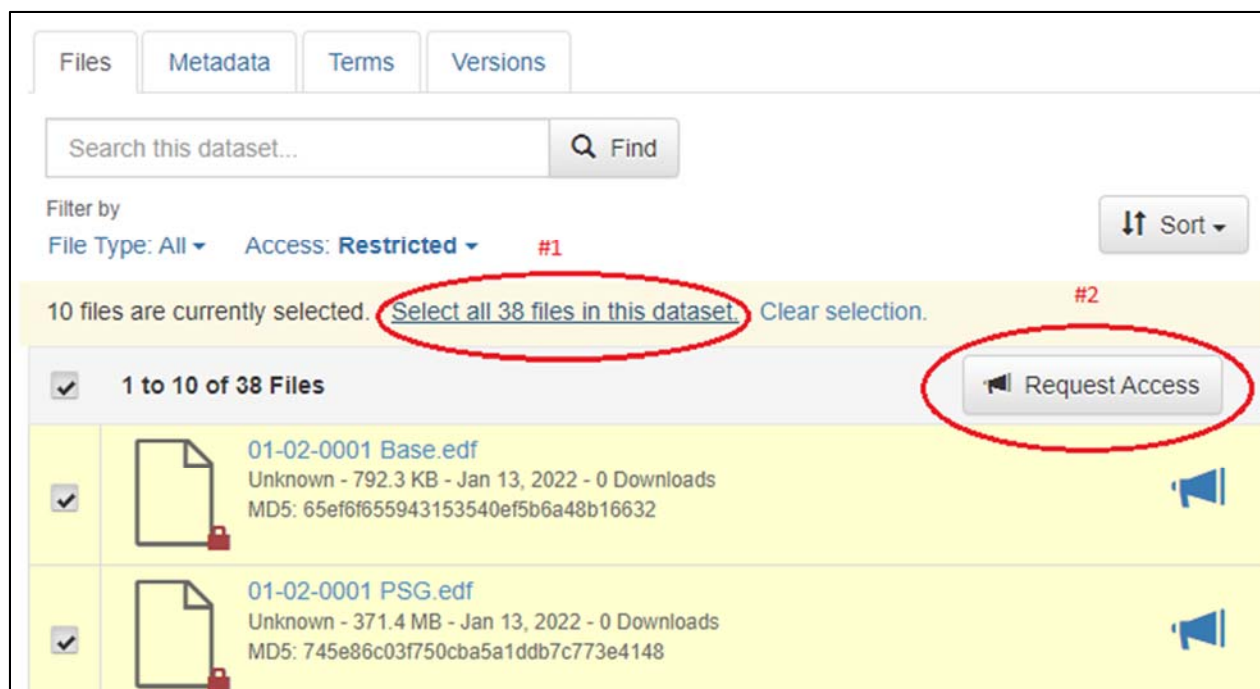 Files Metadata Terms Versions
Search this dataset... Find
Filter by
Sort
File Type: All Access: Restricted
#1
#2
10 files are currently selected. Select all 38 files in this dataset. Clear selection.
1 to 10 of 38 Files Request Access
01-02-0001 Base.edf
Unknown - 792.3 KB - Jan 13, 2022 - 0 Downloads
MD5: 65ef6f655943153540ef5b6a48b16632
01-02-0001 PSG.edf
Unknown - 371.4 MB - Jan 13, 2022 - 0 Downloads
MD5: 745e86c03f750cba5a1ddb7c773e4148